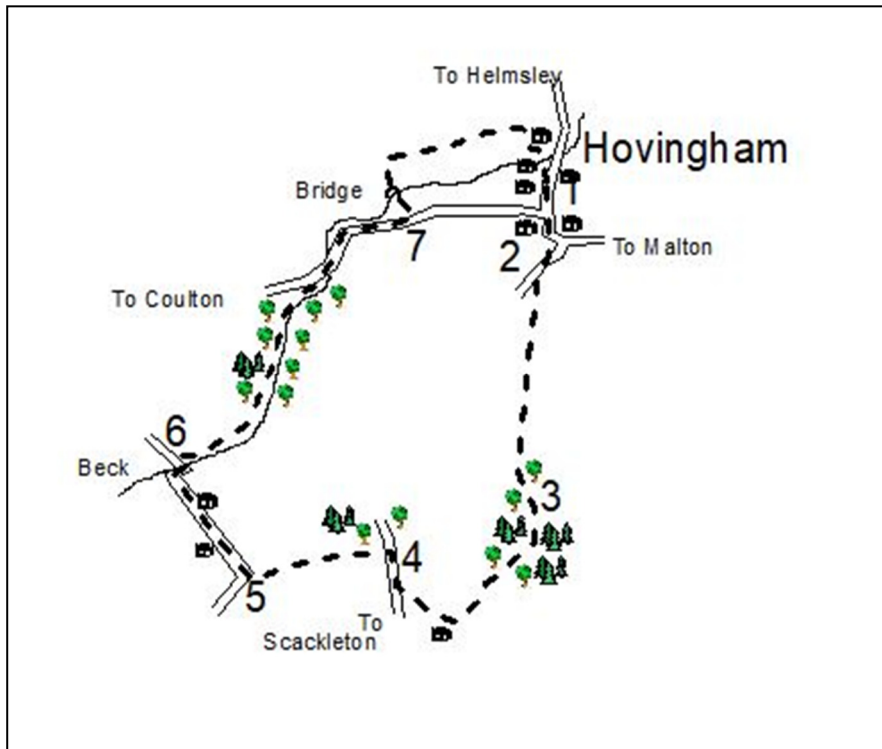 To Helmsley
Hovingham
1
Bridge
7
2
To Malton
To Coulton
6
Beck
3
4
5
To
Scackleton